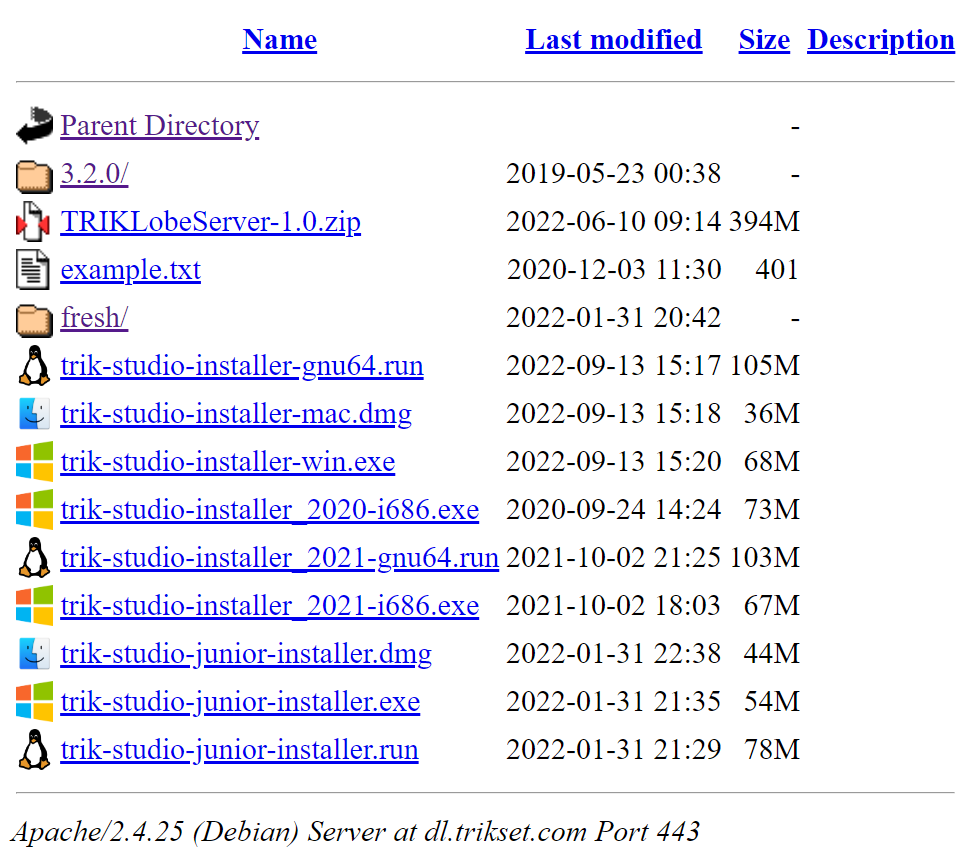 Name Last modified Size Description
Parent Directory -
3.2.0/ 2019-05-23 00:38 -
TRIKLobeServer-1.0.zip 2022-06-10 09:14 394M
example.txt 2020-12-03 11:30 401
fresh/ 2022-01-31 20:42 -
trik-studio-installer-gnu64.run 2022-09-13 15:17 105M
trik-studio-installer-mac.dmg 2022-09-13 15:18 36M
trik-studio-installer-win.exe 2022-09-13 15:20 68M
trik-studio-installer_2020-i686.exe 2020-09-24 14:24 73M
trik-studio-installer_2021-gnu64.run 2021-10-02 21:25 103M
trik-studio-installer_2021-i686.exe 2021-10-02 18:03 67M
trik-studio-junior-installer.dmg 2022-01-31 22:38 44M
trik-studio-junior-installer.exe 2022-01-31 21:35 54M
trik-studio-junior-installer.run 2022-01-31 21:29 78M
Apache/2.4.25 (Debian) Server at dl.trikset.com Port 443